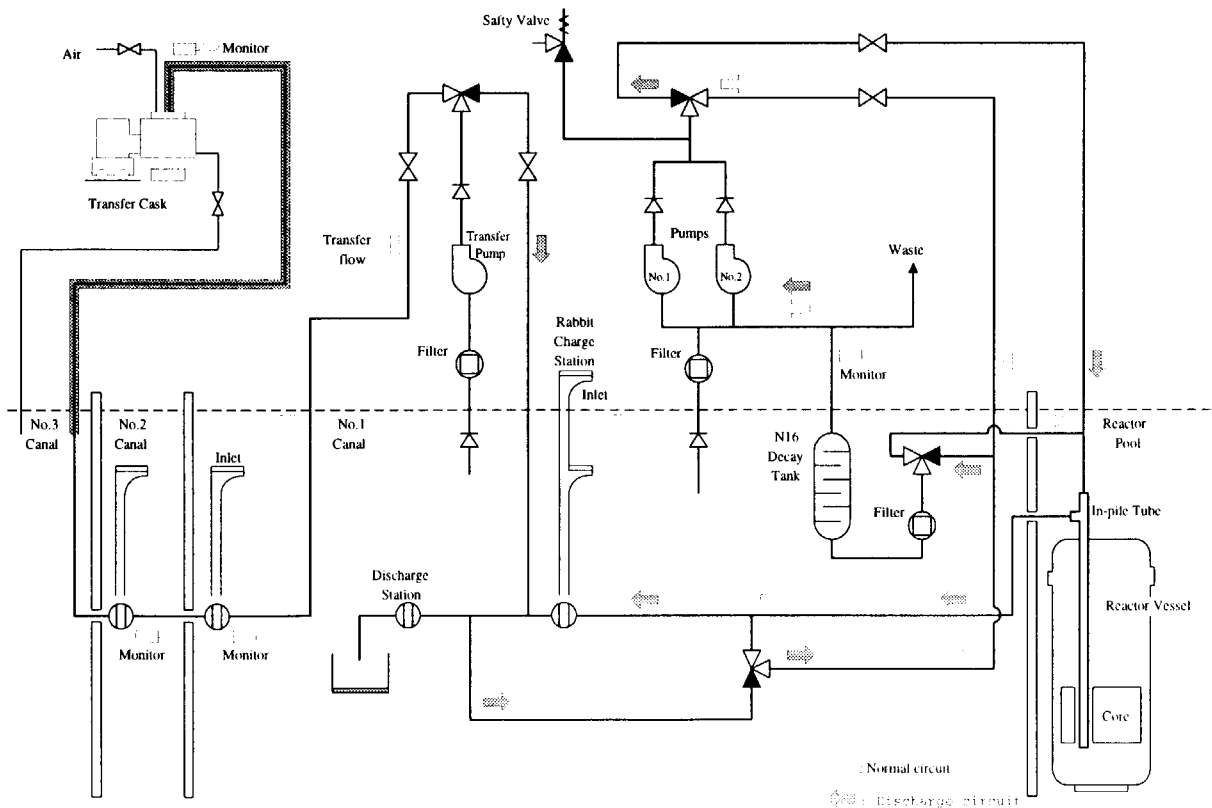 Safty Valve
Air
Monitor
Transfer Cask
Transfer
flow
Transfer
Pump
Pumps
No.1
No.2
Waste
Filter
Rabbit
Charge
Station
Inlet
Filter
Monitor
No.3
Canal
No.2
Canal
Inlet
No.1
Canal
N16
Decay
Tank
Filter
Reactor
Pool
In-pile Tube
Discharge
Station
Monitor
Monitor
Reactor Vessel
Core
: Normal circuit
: Discharge circuit